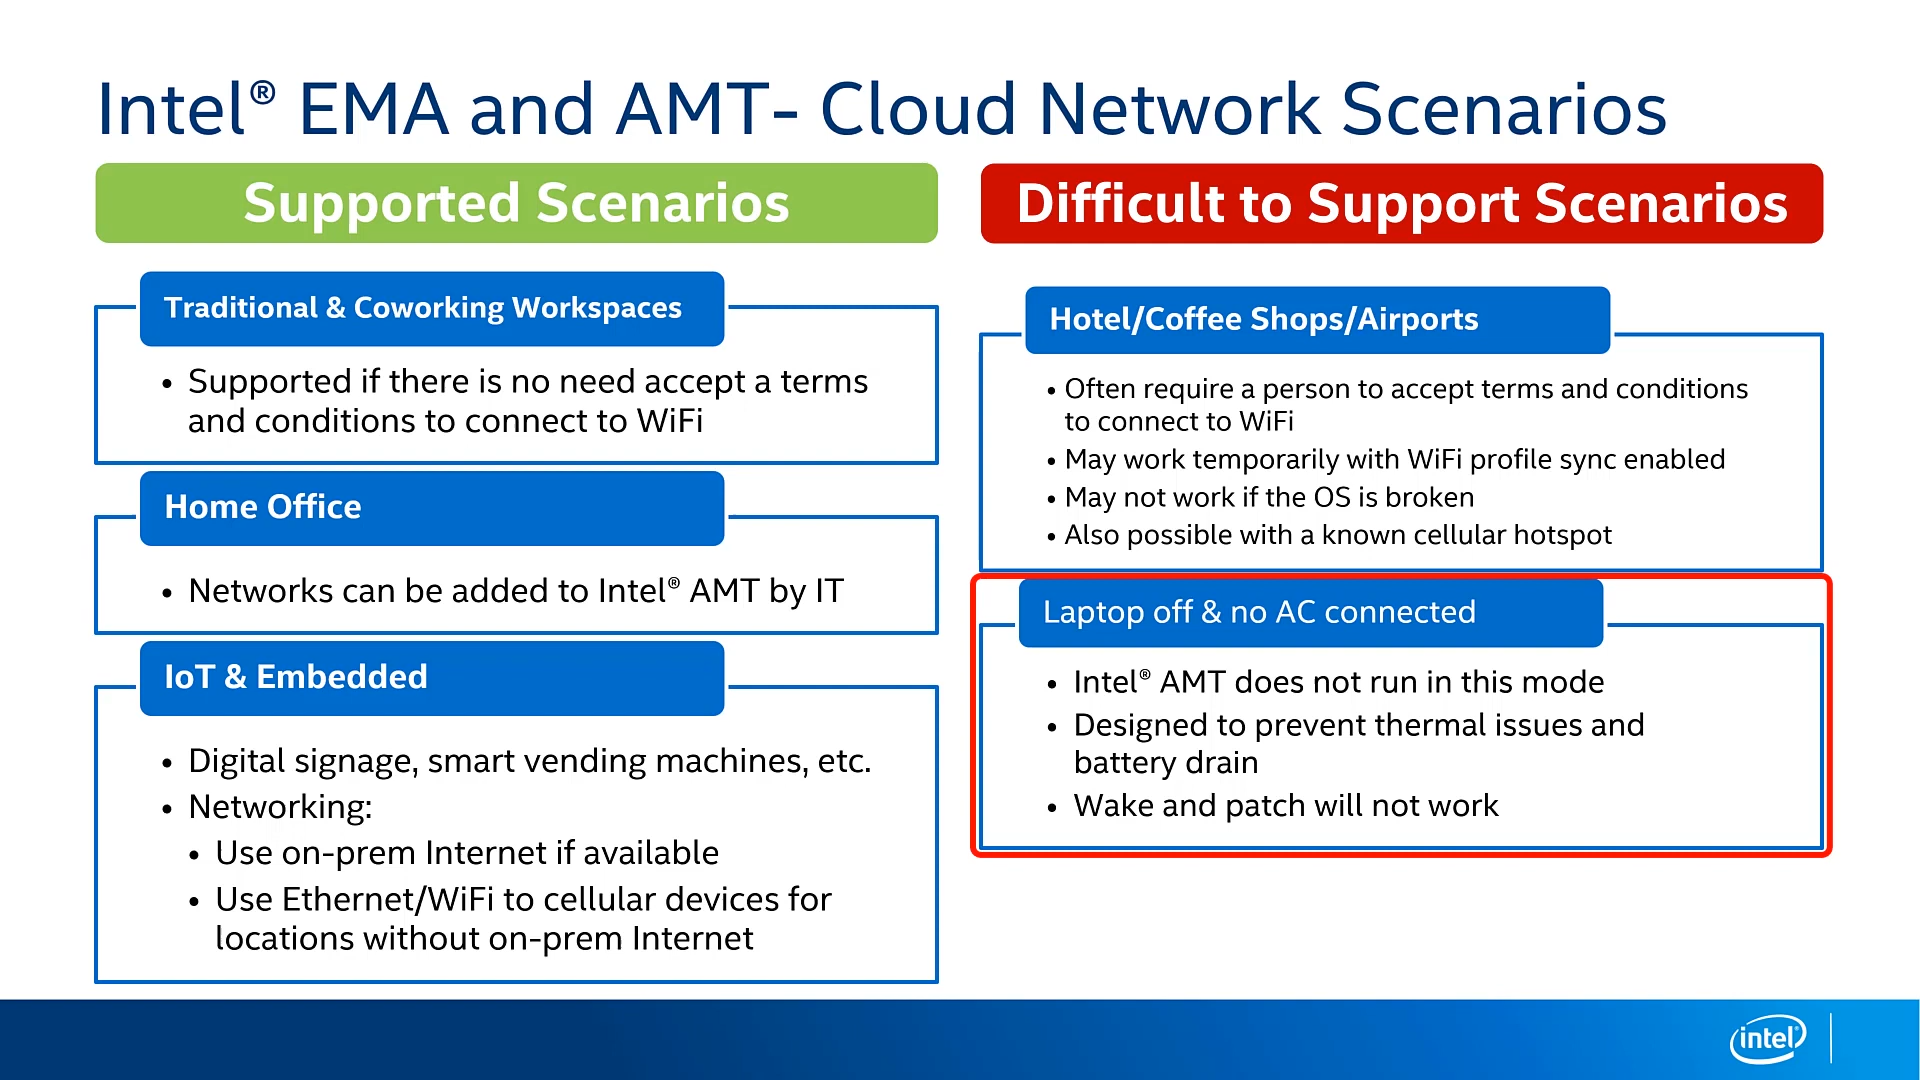 Intel® EMA and AMT- Cloud Network Scenarios
Supported Scenarios
Traditional & Coworking Workspaces
• Supported if there is no need accept a terms
and conditions to connect to WiFi
Home Office
• Networks can be added to Intel® AMT by IT
IoT & Embedded
• Digital signage, smart vending machines, etc.
• Networking:
• Use on-prem Internet if available
• Use Ethernet/WiFi to cellular devices for
locations without on-prem Internet
Difficult to Support Scenarios
Hotel/Coffee Shops/Airports
• Often require a person to accept terms and conditions
to connect to WiFi
• May work temporarily with WiFi profile sync enabled
• May not work if the OS is broken
• Also possible with a known cellular hotspot
Laptop off & no AC connected
• Intel® AMT does not run in this mode
• Designed to prevent thermal issues and
battery drain
• Wake and patch will not work
intel®